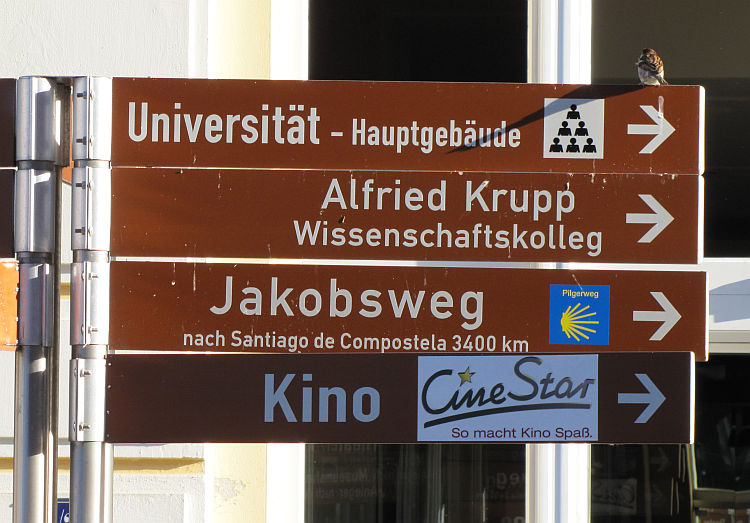 Universität – Hauptgebäude
Alfried Krupp
Wissenschaftskolleg
Jakobsweg
Pilgerweg
nach Santiago de Compostela 3400 km
Kino
CineStar
So macht Kino Spaß.